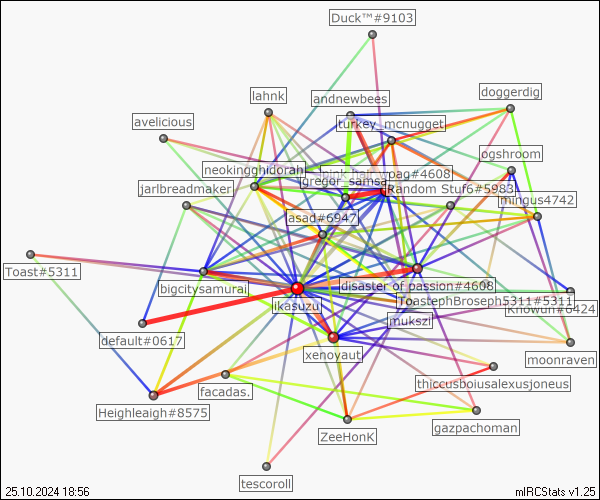 Duck™#9103
doggerdig
lahnk
andnewbees
avelicious
turkey_mcnugget
ogshroom
neokingghidorah
gregor_samsa
Random Stuf6#5983
jarlbreadmaker
mingus4742
asad#6947
Toast#5311
bigcitysamurai
disaster of passion#4608
ikasuzu
ToastephBroseph5311#5311
Knowun#6424
mukszi
default#0617
xenoyaut
moonraven
thiccusboiusalexusjoneus
facadas.
Heighleaigh#8575
gazpachoman
ZeeHonK
tescoroll
25.10.2024 18:56
mIRCStats v1.25